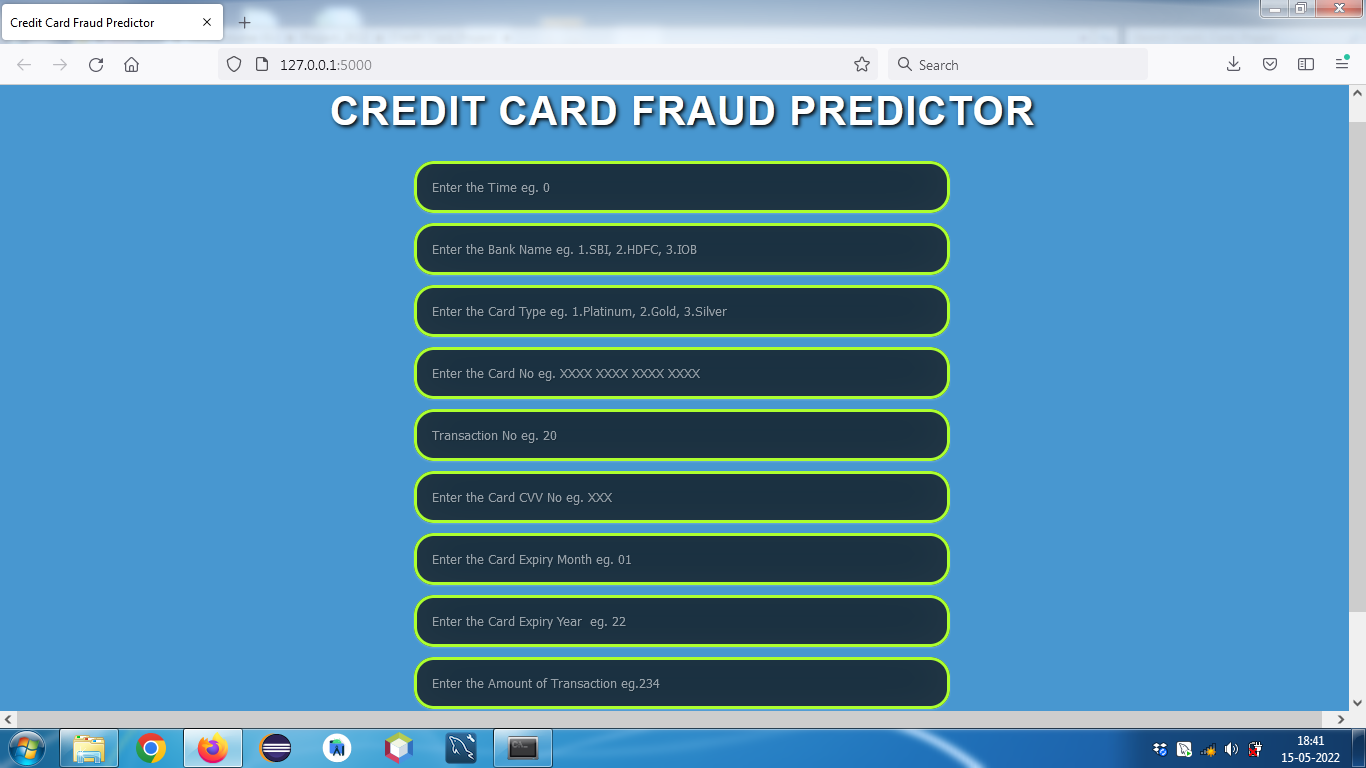 Credit Card Fraud Predictor
127.0.0.1:5000
Search
CREDIT CARD FRAUD PREDICTOR
Enter the Time eg. 0
Enter the Bank Name eg. 1.SBI, 2.HDFC, 3.IOB
Enter the Card Type eg. 1.Platinum, 2.Gold, 3.Silver
Enter the Card No eg. XXXX XXXX XXXX XXXX
Transaction No eg. 20
Enter the Card CVV No eg. XXX
Enter the Card Expiry Month eg. 01
Enter the Card Expiry Year  eg. 22
Enter the Amount of Transaction eg.234
18:41
15-05-2022